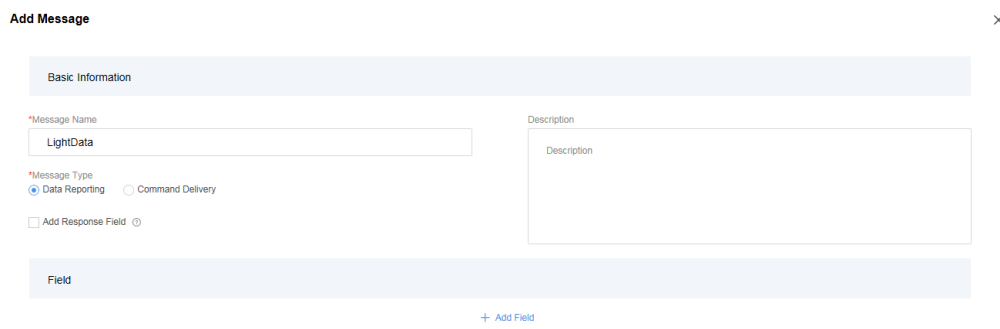 Add Message
Basic Information
*Message Name
LightData
*Message Type
Data Reporting
Command Delivery
Add Response Field
Description
Description
Field
+ Add Field